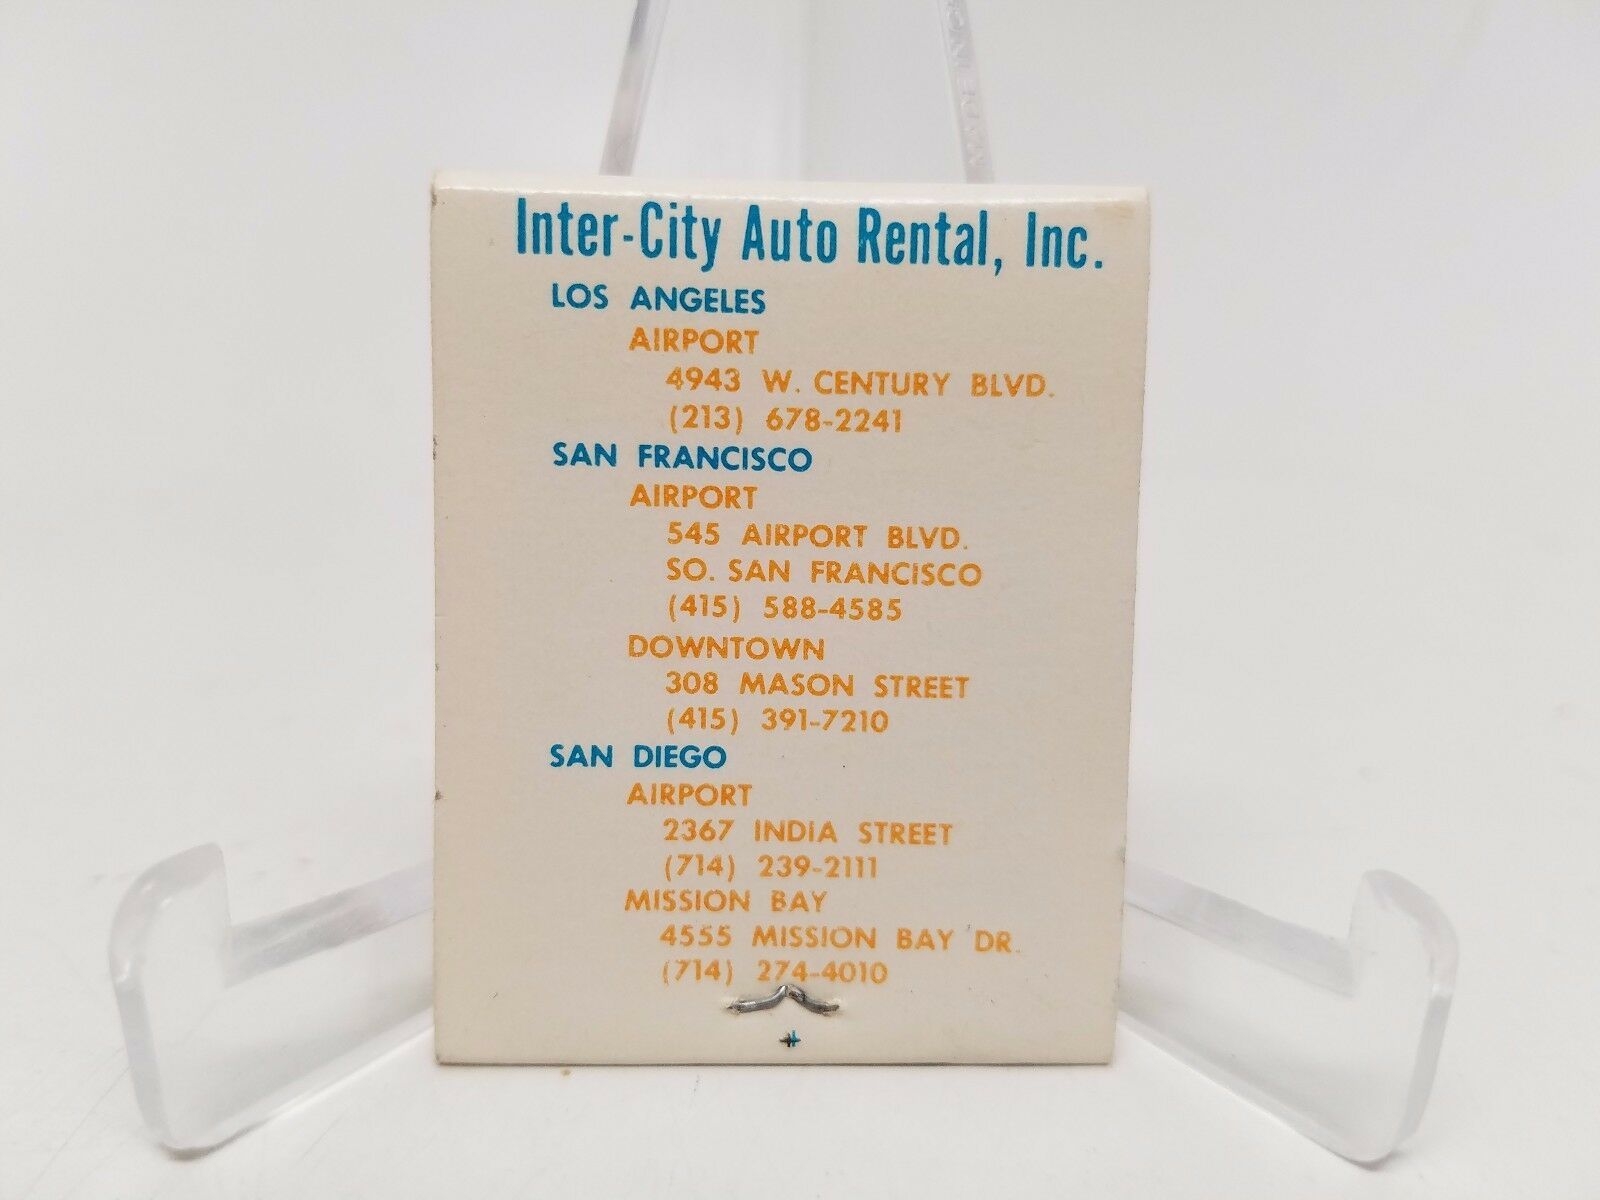 Inter-City Auto Rental, Inc.
LOS ANGELES
AIRPORT
4943 W. CENTURY BLVD.
(213) 678-2241
SAN FRANCISCO
AIRPORT
545 AIRPORT BLVD.
SO. SAN FRANCISCO
(415) 588-4585
DOWNTOWN
308 MASON STREET
(415) 391-7210
SAN DIEGO
AIRPORT
2367 INDIA STREET
(714) 239-2111
MISSION BAY
4555 MISSION BAY DR.
(714) 274-4010
MADE IN